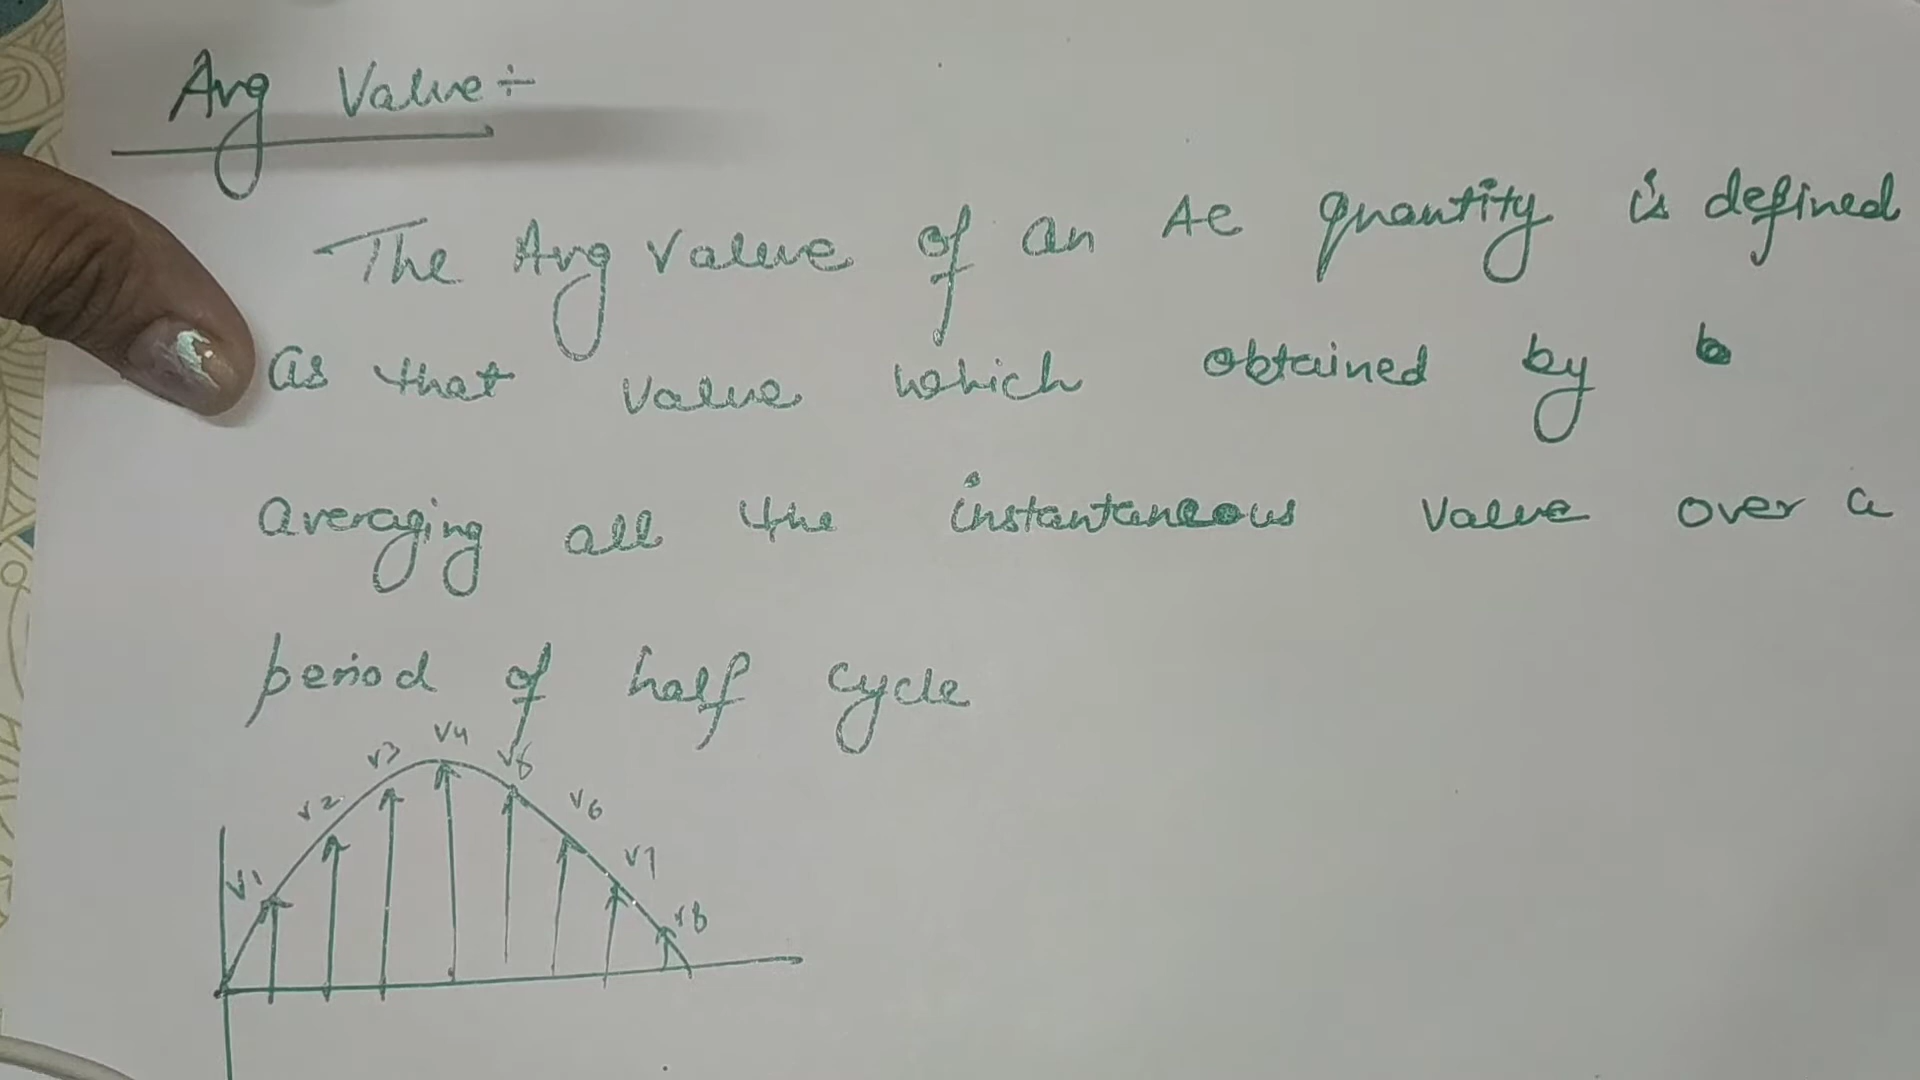 Avg Value÷
The Avg Value of an AC quantity is defined
as that value which obtained by b
averaging all the instantaneous value over a
period of half cycle
V1 V2 V3 V4 V5 V6 V7 V8